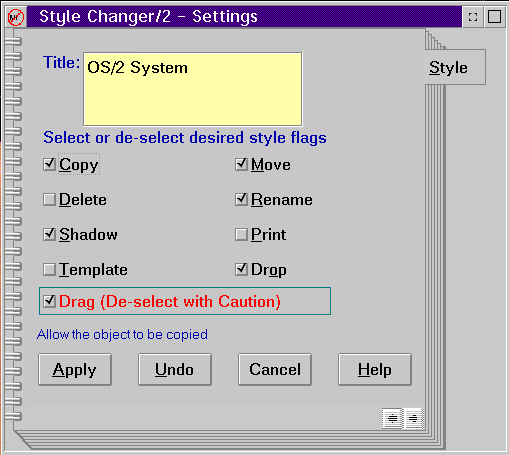 Style Changer/2 - Settings
Style
Title: OS/2 System
Select or de-select desired style flags
Copy Move
Delete Rename
Shadow Print
Template Drop
Drag (De-select with Caution)
Allow the object to be copied
Apply Undo Cancel Help